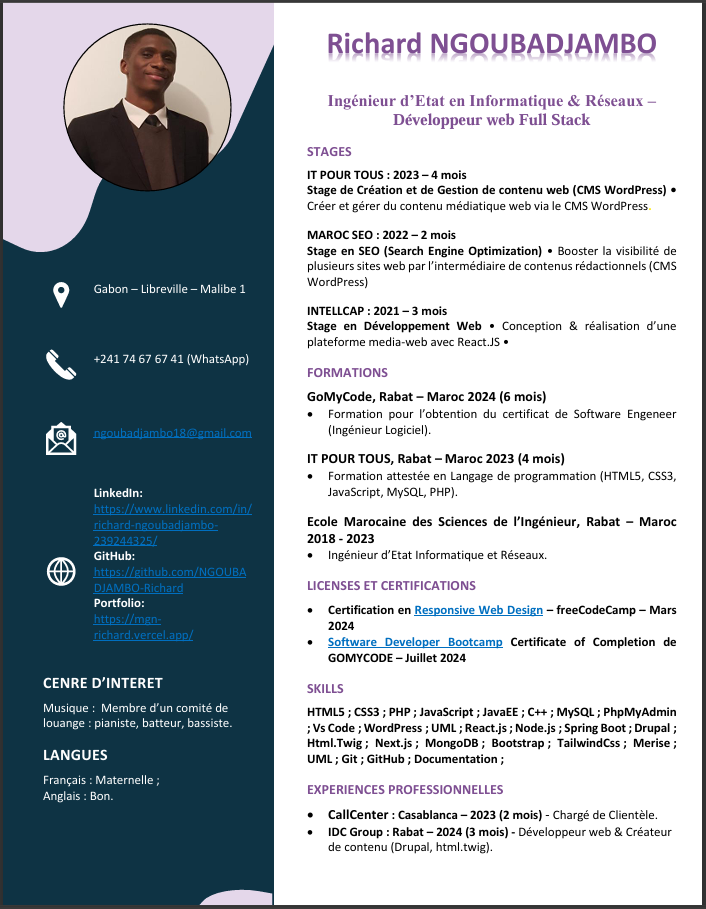 Richard NGOUBADJAMBO
Ingénieur d’Etat en Informatique & Réseaux –
Développeur web Full Stack
Gabon – Libreville – Malibe 1
+241 74 67 67 41 (WhatsApp)
ngoubadjambo18@gmail.com
LinkedIn:
https://www.linkedin.com/in/
richard-ngoubadjambo-
239244325/
GitHub:
https://github.com/NGOUBA
DJAMBO-Richard
Portfolio:
https://mgn-
richard.vercel.app/
CENRE D’INTERET
Musique : Membre d’un comité de
louange : pianiste, batteur, bassiste.
LANGUES
Français : Maternelle ;
Anglais : Bon.
STAGES
IT POUR TOUS : 2023 – 4 mois
Stage de Création et de Gestion de contenu web (CMS WordPress) •
Créer et gérer du contenu médiatique web via le CMS WordPress.
MAROC SEO : 2022 – 2 mois
Stage en SEO (Search Engine Optimization) • Booster la visibilité de
plusieurs sites web par l’intermédiaire de contenus rédactionnels (CMS
WordPress)
INTELLCAP : 2021 – 3 mois
Stage en Développement Web • Conception & réalisation d’une
plateforme media-web avec React.JS •
FORMATIONS
GoMyCode, Rabat – Maroc 2024 (6 mois)
• Formation pour l’obtention du certificat de Software Engeneer
(Ingénieur Logiciel).
IT POUR TOUS, Rabat – Maroc 2023 (4 mois)
• Formation attestée en Langage de programmation (HTML5, CSS3,
JavaScript, MySQL, PHP).
Ecole Marocaine des Sciences de l’Ingénieur, Rabat – Maroc
2018 - 2023
• Ingénieur d’Etat Informatique et Réseaux.
LICENSES ET CERTIFICATIONS
• Certification en Responsive Web Design – freeCodeCamp – Mars
2024
• Software Developer Bootcamp Certificate of Completion de
GOMYCODE – Juillet 2024
SKILLS
HTML5 ; CSS3 ; PHP ; JavaScript ; JavaEE ; C++ ; MySQL ; PhpMyAdmin
; Vs Code ; WordPress ; UML ; React.js ; Node.js ; Spring Boot ; Drupal ;
Html.Twig ; Next.js ; MongoDB ; Bootstrap ; TailwindCss ; Merise ;
UML ; Git ; GitHub ; Documentation ;
EXPERIENCES PROFESSIONNELLES
• CallCenter : Casablanca – 2023 (2 mois) - Chargé de Clientèle.
• IDC Group : Rabat – 2024 (3 mois) - Développeur web & Créateur
de contenu (Drupal, html.twig).